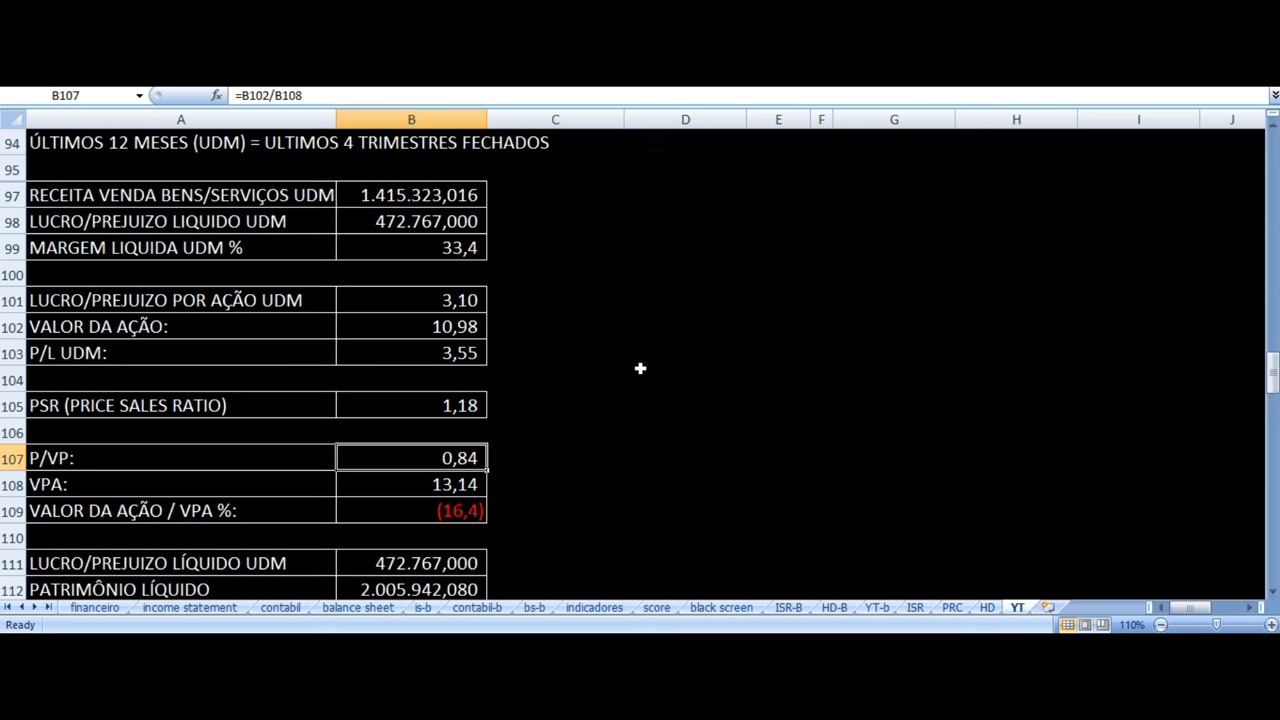 B107 fx =B102/B108
A B C D E F G H I J
94 ÚLTIMOS 12 MESES (UDM) = ULTIMOS 4 TRIMESTRES FECHADOS
95
97 RECEITA VENDA BENS/SERVIÇOS UDM 1.415.323,016
98 LUCRO/PREJUIZO LIQUIDO UDM 472.767,000
99 MARGEM LIQUIDA UDM % 33,4
100
101 LUCRO/PREJUIZO POR AÇÃO UDM 3,10
102 VALOR DA AÇÃO: 10,98
103 P/L UDM: 3,55
104
105 PSR (PRICE SALES RATIO) 1,18
106
107 P/VP: 0,84
108 VPA: 13,14
109 VALOR DA AÇÃO / VPA %: (16,4)
110
111 LUCRO/PREJUIZO LÍQUIDO UDM 472.767,000
112 PATRIMÔNIO LÍQUIDO 2.005.942,080
financeiro income statement contabil balance sheet is-b contabil-b bs-b indicadores score black screen ISR-B HD-B YT-b ISR PRC HD YT
Ready 110%